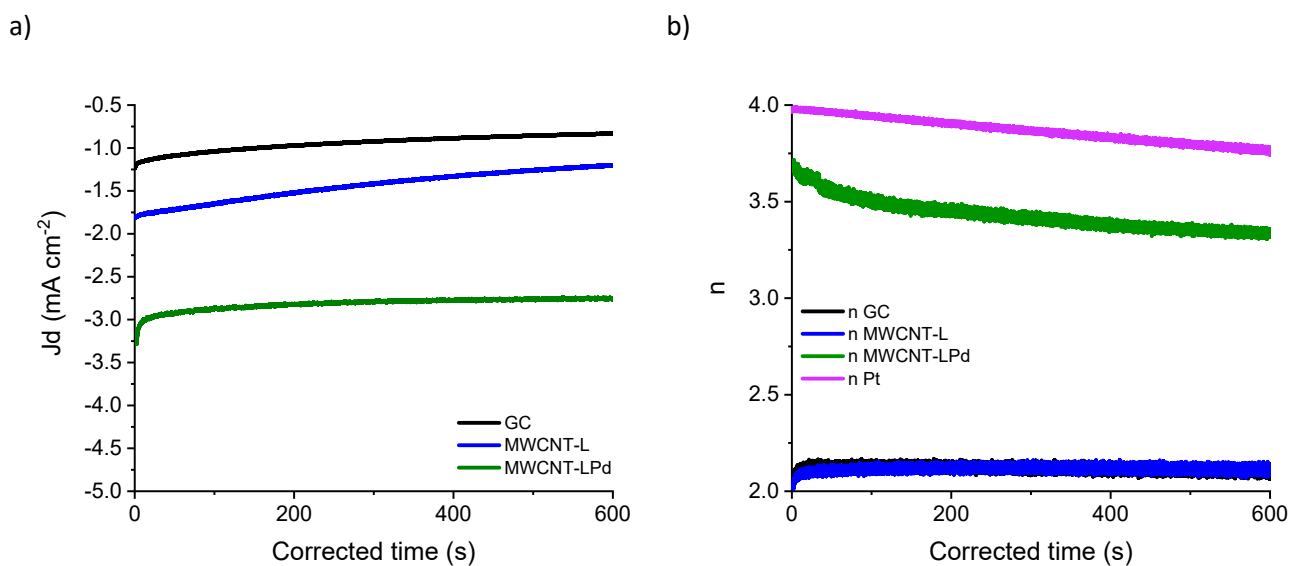 a)
-0.5
-1.0
-1.5
-2.0
-2.5
-3.0
-3.5
-4.0
-4.5
-5.0
Jd (mA cm⁻²)
GC
MWCNT-L
MWCNT-LPd
0
200
400
600
Corrected time (s)
b)
4.0
3.5
3.0
2.5
2.0
n
n GC
n MWCNT-L
n MWCNT-LPd
n Pt
0
200
400
600
Corrected time (s)